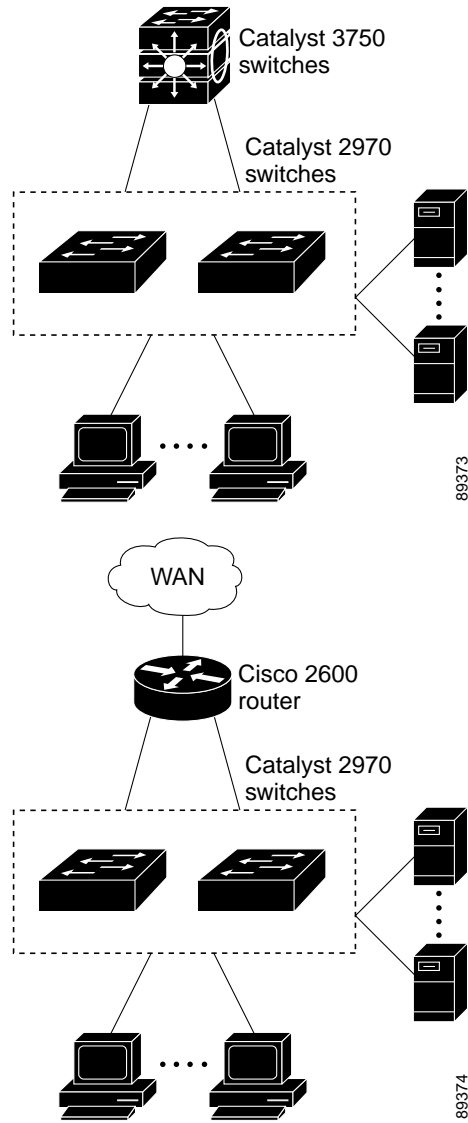 Catalyst 3750
switches
Catalyst 2970
switches
89373
WAN
Cisco 2600
router
Catalyst 2970
switches
89374